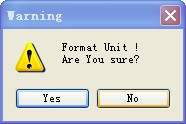 Warning
Format Unit !
Are You sure?
Yes
No